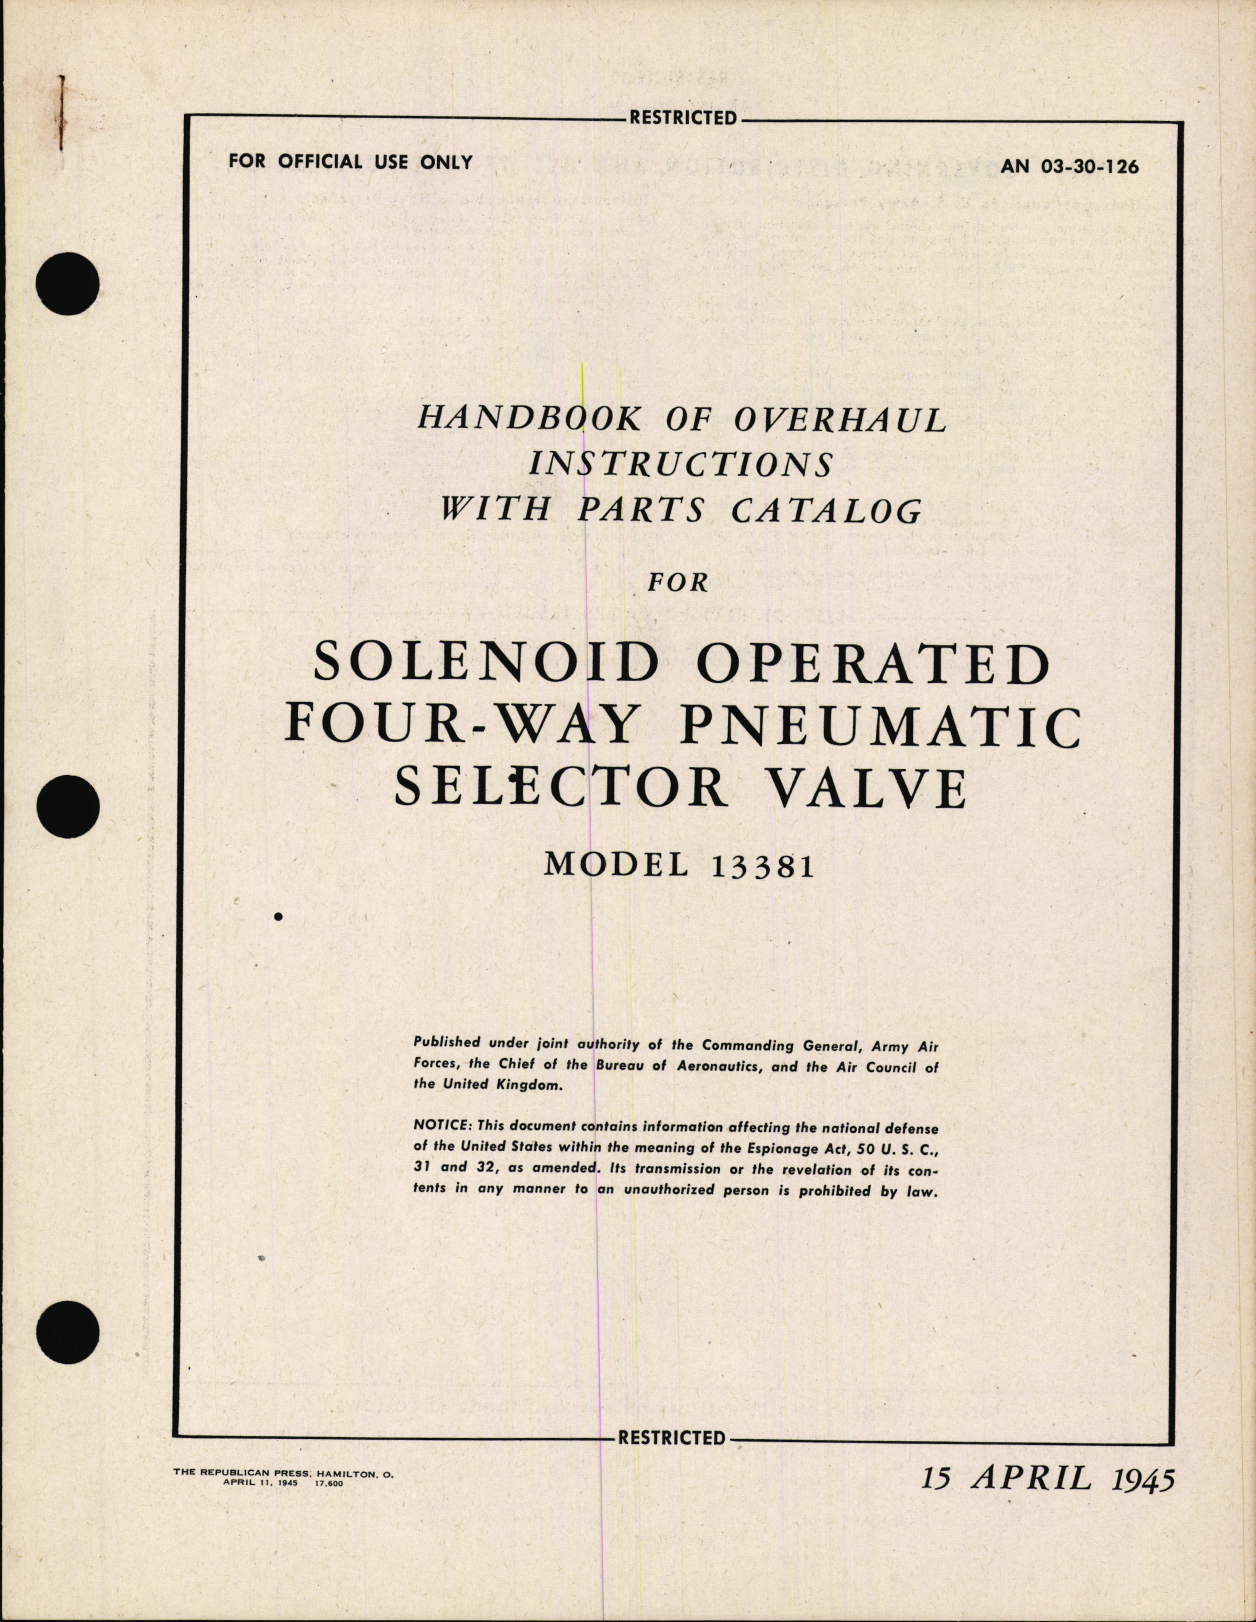 RESTRICTED
FOR OFFICIAL USE ONLY
AN 03-30-126
HANDBOOK OF OVERHAUL
INSTRUCTIONS
WITH PARTS CATALOG
FOR
SOLENOID OPERATED
FOUR-WAY PNEUMATIC
SELECTOR VALVE
MODEL 13381
Published under joint authority of the Commanding General, Army Air
Forces, the Chief of the Bureau of Aeronautics, and the Air Council of
the United Kingdom.
NOTICE: This document contains information affecting the national defense
of the United States within the meaning of the Espionage Act, 50 U. S. C.,
31 and 32, as amended. Its transmission or the revelation of its con-
tents in any manner to an unauthorized person is prohibited by law.
RESTRICTED
THE REPUBLICAN PRESS, HAMILTON, O.
APRIL 11, 1945 17,600
15 APRIL 1945